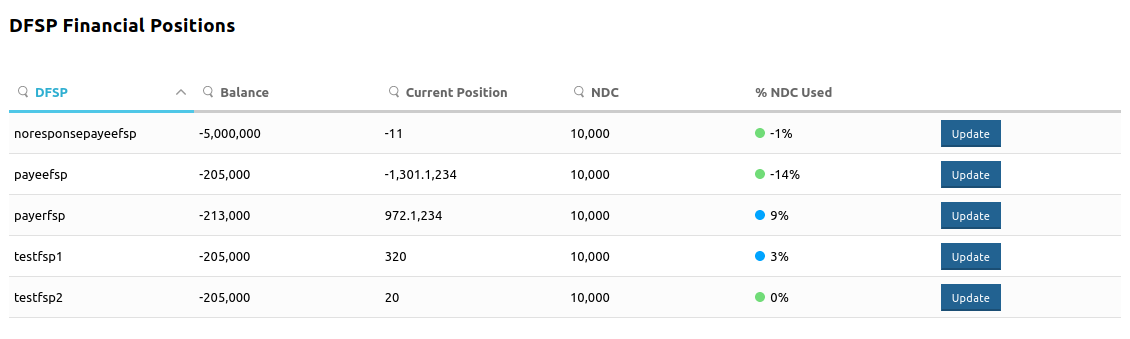 DFSP Financial Positions
DFSP Balance Current Position NDC % NDC Used
noresponsepayeefsp -5,000,000 -11 10,000 -1% Update
payeefsp -205,000 -1,301.1,234 10,000 -14% Update
payerfsp -213,000 972.1,234 10,000 9% Update
testfsp1 -205,000 320 10,000 3% Update
testfsp2 -205,000 20 10,000 0% Update